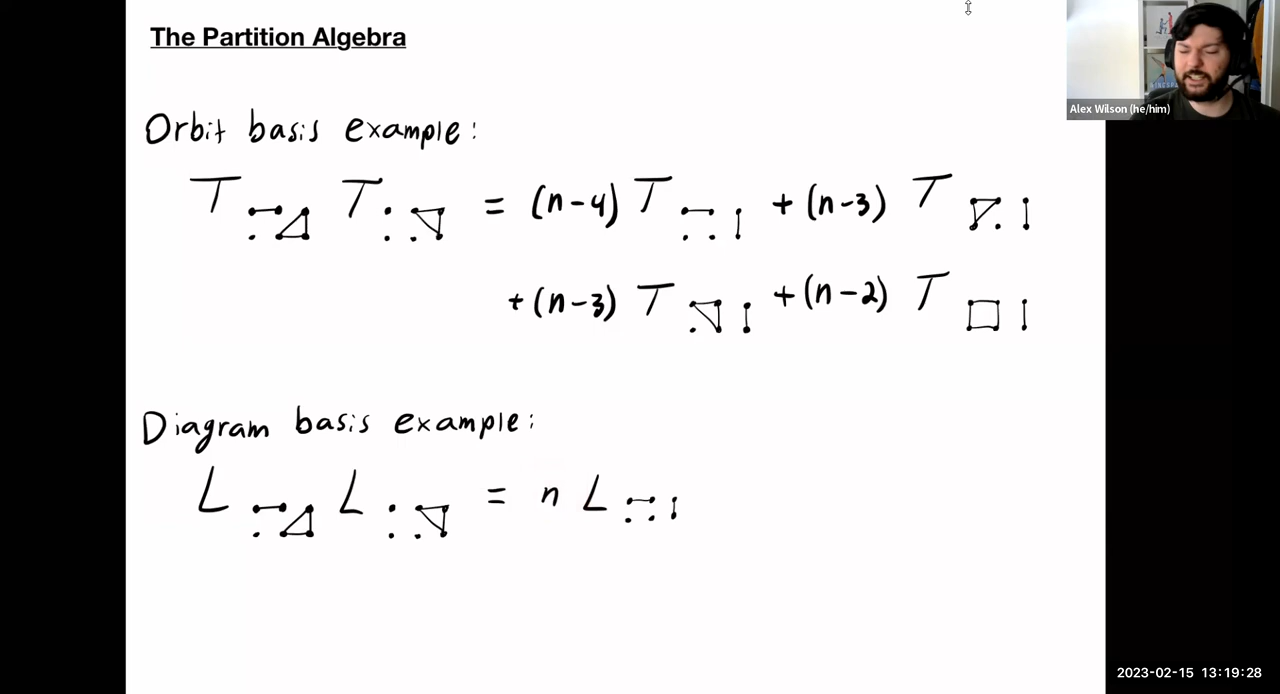 The Partition Algebra
Alex Wilson (he/him)
Orbit basis example:
T T = (n-4) T + (n-3) T
+ (n-3) T + (n-2) T
Diagram basis example:
L L = n L
2023-02-15 13:19:28